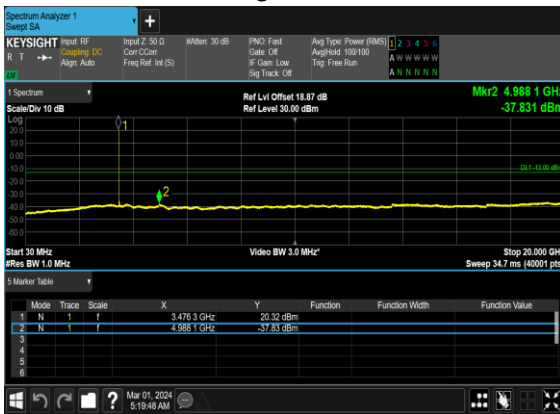 Spectrum Analyzer 1
Swept SA
KEYSIGHT Input: RF Input Z: 50 Ω #Atten: 30 dB PNO: Fast Avg Type: Power (RMS) 1 2 3 4 5 6
R T Coupling: DC Corr CCorr Gate: Off Avg|Hold: 100/100 A W W W W W
Align: Auto Freq Ref: Int (S) IF Gain: Low Trig: Free Run
Sig Track: Off A N N N N N
LV
1 Spectrum Ref Lvl Offset 18.87 dB Mkr2 4.988 1 GHz
Scale/Div 10 dB Ref Level 30.00 dBm -37.831 dBm
Log
20.0
10.0
0.00
-10.0
DL1 -13.00 dBm
-20.0
-30.0
-40.0
-50.0
-60.0
1
2
Start 30 MHz Video BW 3.0 MHz* Stop 20.000 GH
#Res BW 1.0 MHz Sweep 34.7 ms (40001 pts
5 Marker Table
Mode Trace Scale X Y Function Function Width Function Value
1 N 1 f 3.476 3 GHz 20.32 dBm
2 N 1 f 4.988 1 GHz -37.83 dBm
3
4
5
6
Mar 01, 2024
5:19:48 AM